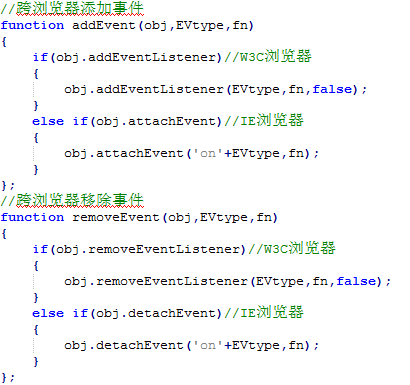 //跨浏览器添加事件
function addEvent(obj,EVtype,fn)
{
    if(obj.addEventListener)//W3C浏览器
    {
        obj.addEventListener(EVtype,fn,false);
    }
    else if(obj.attachEvent)//IE浏览器
    {
        obj.attachEvent('on'+EVtype,fn);
    }
};
//跨浏览器移除事件
function removeEvent(obj,EVtype,fn)
{
    if(obj.removeEventListener)//W3C浏览器
    {
        obj.removeEventListener(EVtype,fn,false);
    }
    else if(obj.detachEvent)//IE浏览器
    {
        obj.detachEvent('on'+EVtype,fn);
    }
};